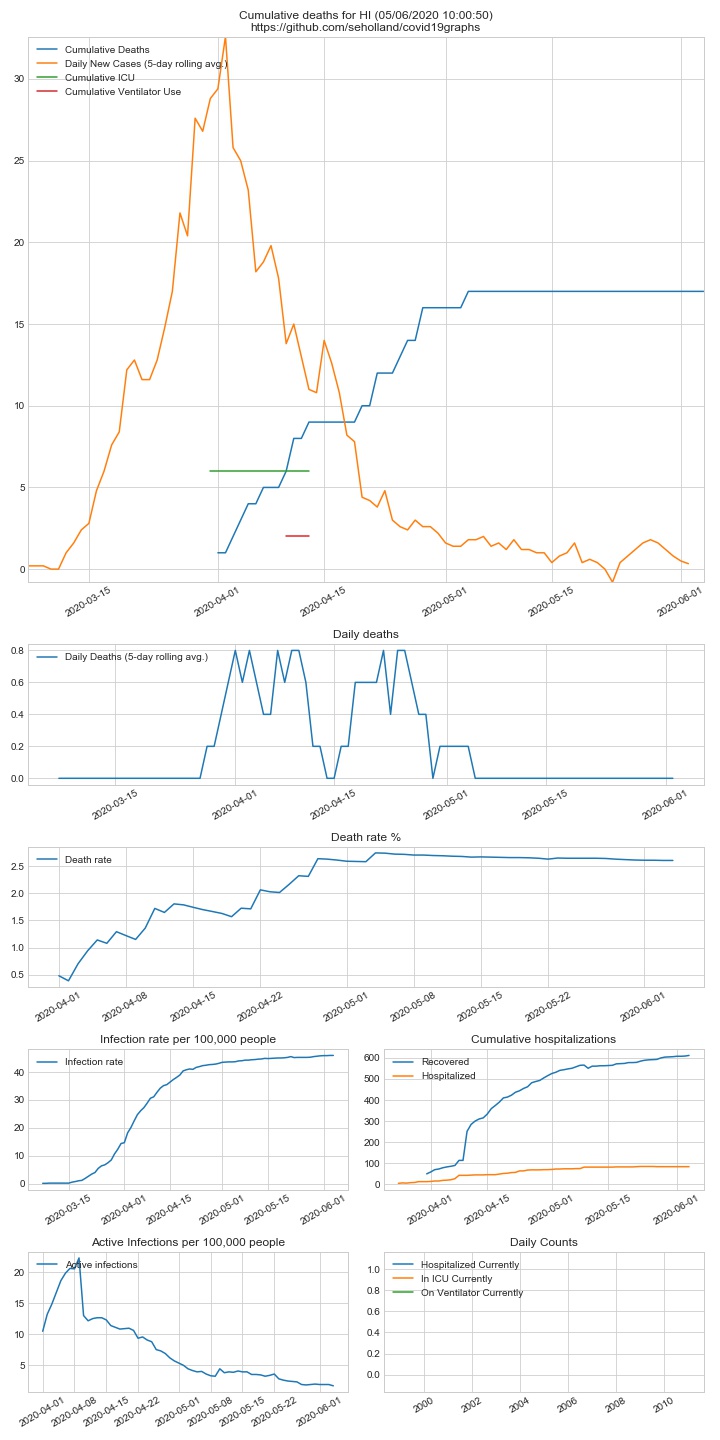 Cumulative deaths for HI (05/06/2020 10:00:50)
https://github.com/seholland/covid19graphs
Cumulative Deaths
Daily New Cases (5-day rolling avg.)
Cumulative ICU
Cumulative Ventilator Use
30
25
20
15
10
5
0
2020-03-15 2020-04-01 2020-04-15 2020-05-01 2020-05-15 2020-06-01
Daily deaths
Daily Deaths (5-day rolling avg.)
0.8
0.6
0.4
0.2
0.0
2020-03-15 2020-04-01 2020-04-15 2020-05-01 2020-05-15 2020-06-01
Death rate %
Death rate
2.5
2.0
1.5
1.0
0.5
2020-04-01 2020-04-08 2020-04-15 2020-04-22 2020-05-01 2020-05-08 2020-05-15 2020-05-22 2020-06-01
Infection rate per 100,000 people
Infection rate
40
30
20
10
0
2020-03-15 2020-04-01 2020-04-15 2020-05-01 2020-05-15 2020-06-01
Cumulative hospitalizations
Recovered
Hospitalized
600
500
400
300
200
100
0
2020-04-01 2020-04-15 2020-05-01 2020-05-15 2020-06-01
Active Infections per 100,000 people
Active infections
20
15
10
5
2020-04-01 2020-04-08 2020-04-15 2020-04-22 2020-05-01 2020-05-08 2020-05-15 2020-05-22 2020-06-01
Daily Counts
Hospitalized Currently
In ICU Currently
On Ventilator Currently
1.0
0.8
0.6
0.4
0.2
0.0
2000 2002 2004 2006 2008 2010